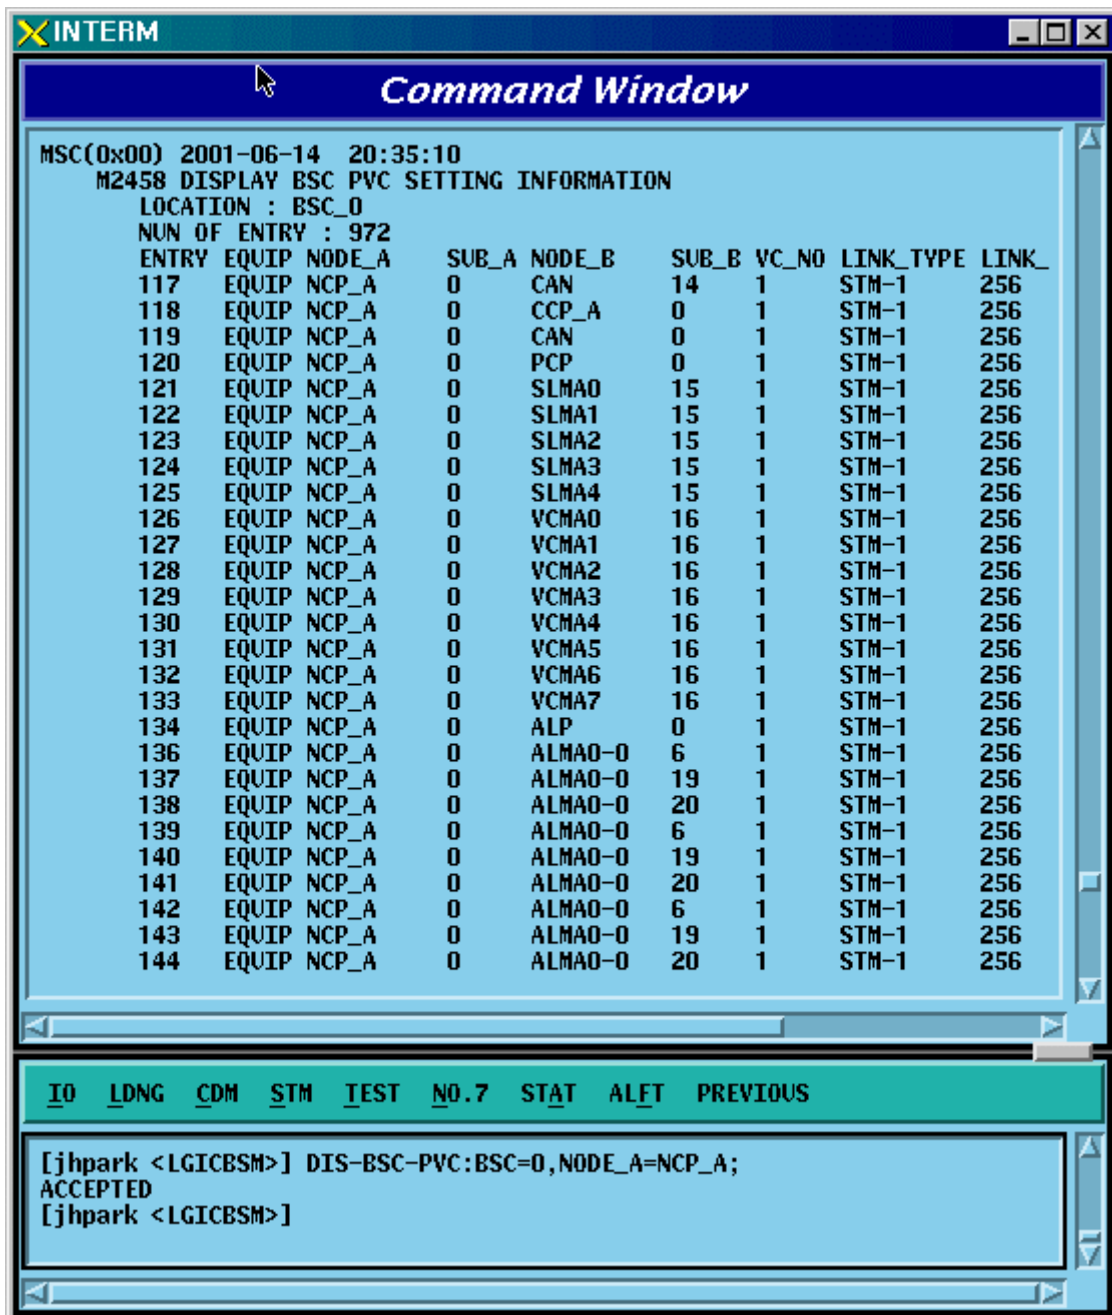 INTERM
Command Window
MSC(0x00) 2001-06-14 20:35:10
M2458 DISPLAY BSC PVC SETTING INFORMATION
LOCATION : BSC_0
NUN OF ENTRY : 972
ENTRY EQUIP NODE_A SUB_A NODE_B SUB_B VC_NO LINK_TYPE LINK_
117 EQUIP NCP_A 0 CAN 14 1 STM-1 256
118 EQUIP NCP_A 0 CCP_A 0 1 STM-1 256
119 EQUIP NCP_A 0 CAN 0 1 STM-1 256
120 EQUIP NCP_A 0 PCP 0 1 STM-1 256
121 EQUIP NCP_A 0 SLMA0 15 1 STM-1 256
122 EQUIP NCP_A 0 SLMA1 15 1 STM-1 256
123 EQUIP NCP_A 0 SLMA2 15 1 STM-1 256
124 EQUIP NCP_A 0 SLMA3 15 1 STM-1 256
125 EQUIP NCP_A 0 SLMA4 15 1 STM-1 256
126 EQUIP NCP_A 0 VCMA0 16 1 STM-1 256
127 EQUIP NCP_A 0 VCMA1 16 1 STM-1 256
128 EQUIP NCP_A 0 VCMA2 16 1 STM-1 256
129 EQUIP NCP_A 0 VCMA3 16 1 STM-1 256
130 EQUIP NCP_A 0 VCMA4 16 1 STM-1 256
131 EQUIP NCP_A 0 VCMA5 16 1 STM-1 256
132 EQUIP NCP_A 0 VCMA6 16 1 STM-1 256
133 EQUIP NCP_A 0 VCMA7 16 1 STM-1 256
134 EQUIP NCP_A 0 ALP 0 1 STM-1 256
136 EQUIP NCP_A 0 ALMA0-0 6 1 STM-1 256
137 EQUIP NCP_A 0 ALMA0-0 19 1 STM-1 256
138 EQUIP NCP_A 0 ALMA0-0 20 1 STM-1 256
139 EQUIP NCP_A 0 ALMA0-0 6 1 STM-1 256
140 EQUIP NCP_A 0 ALMA0-0 19 1 STM-1 256
141 EQUIP NCP_A 0 ALMA0-0 20 1 STM-1 256
142 EQUIP NCP_A 0 ALMA0-0 6 1 STM-1 256
143 EQUIP NCP_A 0 ALMA0-0 19 1 STM-1 256
144 EQUIP NCP_A 0 ALMA0-0 20 1 STM-1 256
IO LDNG CDM STM TEST NO.7 STAT ALFT PREVIOUS
[jhpark <LGICBSM>] DIS-BSC-PVC:BSC=0,NODE_A=NCP_A;
ACCEPTED
[jhpark <LGICBSM>]